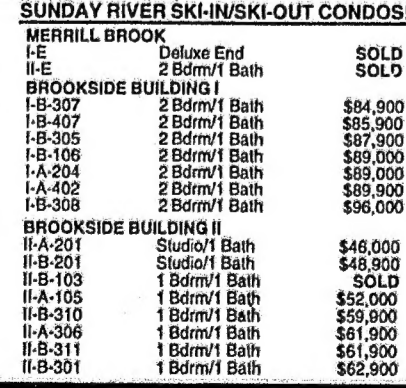 SUNDAY RIVER SKI-IN/SKI-OUT CONDOS
MERRILL BROOK
I-E Deluxe End SOLD
II-E 2 Bdrm/1 Bath SOLD
BROOKSIDE BUILDING I
I-B-307 2 Bdrm/1 Bath $84,900
I-B-407 2 Bdrm/1 Bath $85,900
I-B-305 2 Bdrm/1 Bath $87,900
I-B-106 2 Bdrm/1 Bath $89,000
I-A-204 2 Bdrm/1 Bath $89,000
I-A-402 2 Bdrm/1 Bath $89,900
I-B-308 2 Bdrm/1 Bath $96,000
BROOKSIDE BUILDING II
II-A-201 Studio/1 Bath $46,000
II-B-201 Studio/1 Bath $48,900
II-B-103 1 Bdrm/1 Bath SOLD
II-A-105 1 Bdrm/1 Bath $52,000
II-B-310 1 Bdrm/1 Bath $59,900
II-A-306 1 Bdrm/1 Bath $61,900
II-B-311 1 Bdrm/1 Bath $61,900
II-B-301 1 Bdrm/1 Bath $62,900